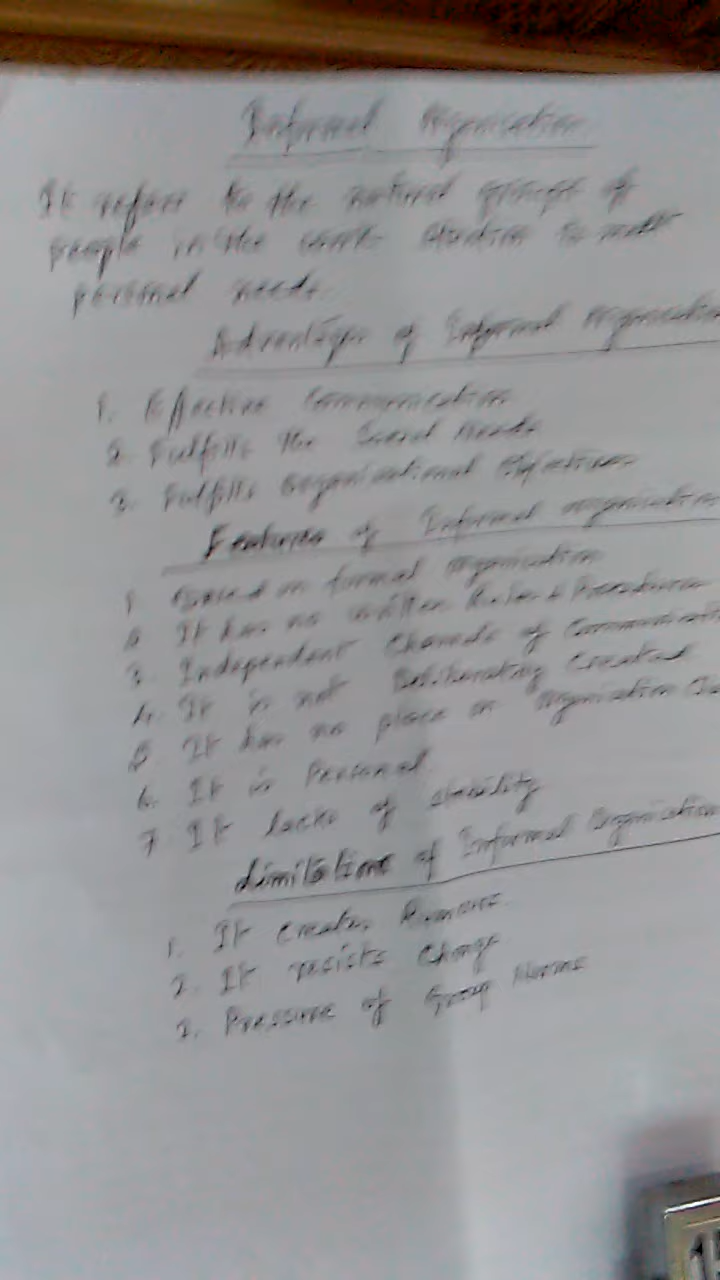 Informal Organisation
It refers to the natural groups of
people in the work to meet
personal needs.
Advantages of Informal Organisation
1. Effective Communication
2. Fulfills the Social Needs
3. Fulfills Organisational Objectives
Features of Informal organisation
1. Based on formal organisation
2. It has no written Rules & Procedures
3. Independent Channels of Communicati
4. It is not Deliberately Created
5. It has no place on Organisation
6. It is Personal
7. It lacks of stability
Limitations of Informal Organisation
1. It creates Rumours.
2. It resists Change
3. Pressure of Group Norms